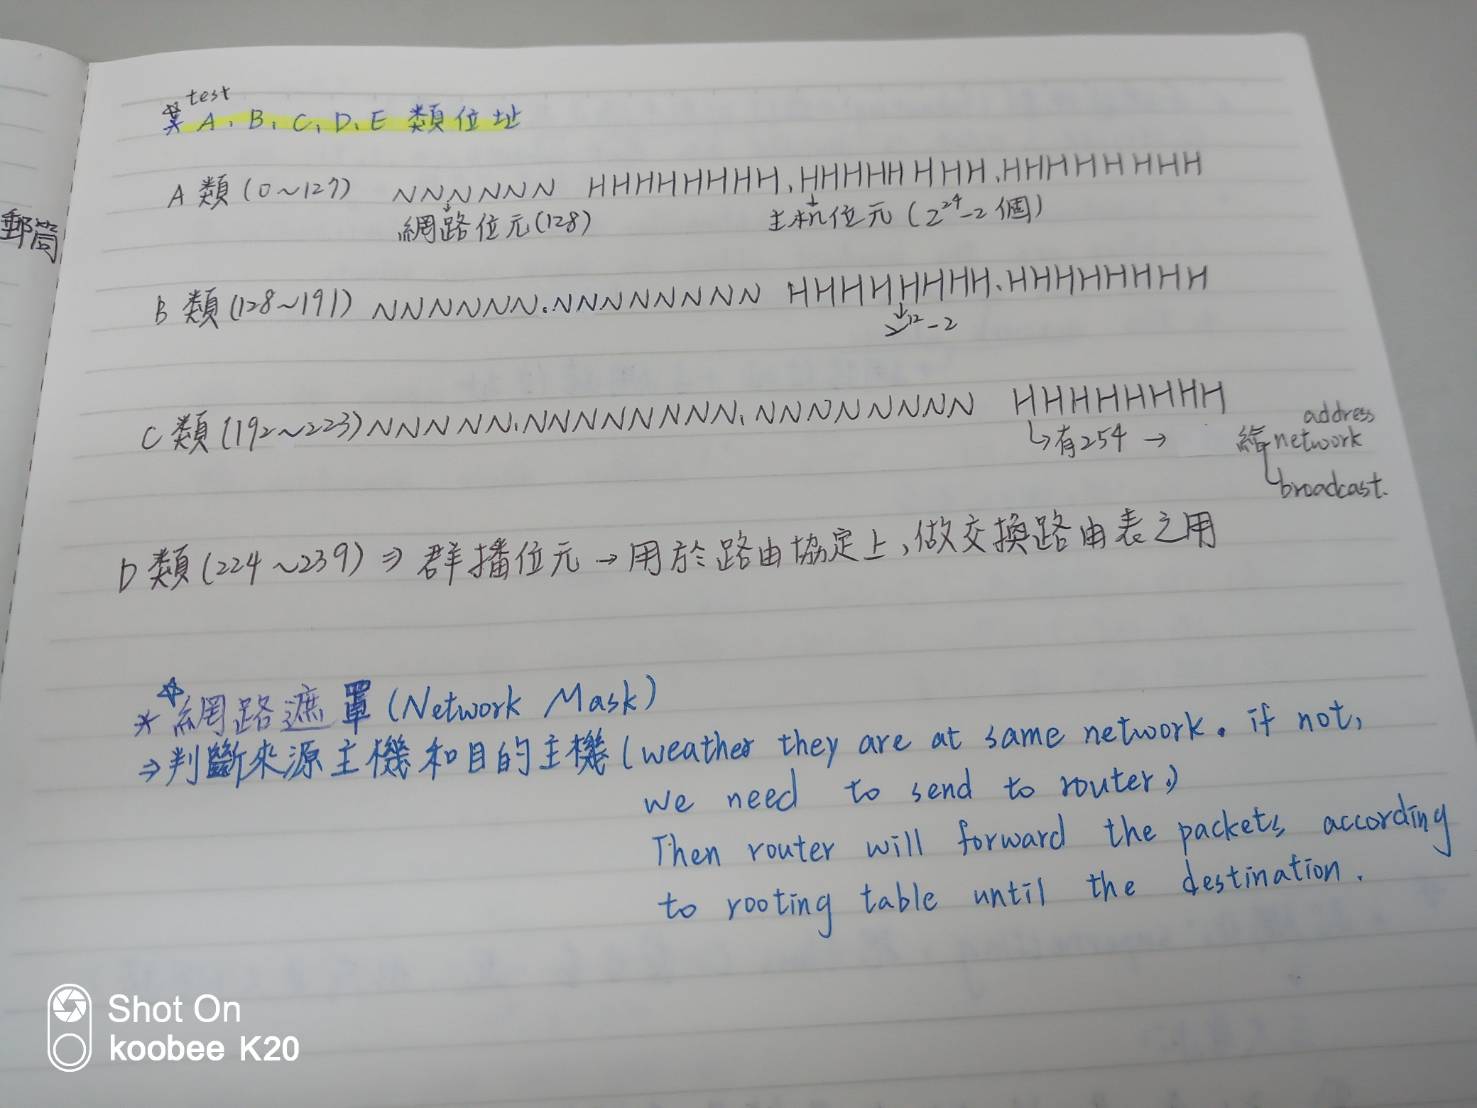 test
A、B、C、D、E 類位址
A 類 (0~127) NNNNNNN HHHHHHHH.HHHHHHHH.HHHHHHHH
網路位元(128) 主机位元 (2^24-2 個)
B 類 (128~191) NNNNNNN.NNNNNNNN HHHHHHHH.HHHHHHHH
2^12-2
C 類 (192~223) NNNNNN.NNNNNNNNN.NNNNNNNN HHHHHHHH
↳有254 → 給 network address
broadcast.
D 類 (224~239) ⇒ 群播位元 → 用於路由協定上,做交換路由表之用
郵筒
*☆網路遮罩 (Network Mask)
⇒判斷來源主機和目的主機 (weather they are at same network. if not,
we need to send to router.)
Then router will forward the packets according
to rooting table until the destination.
Shot On
koobee K20